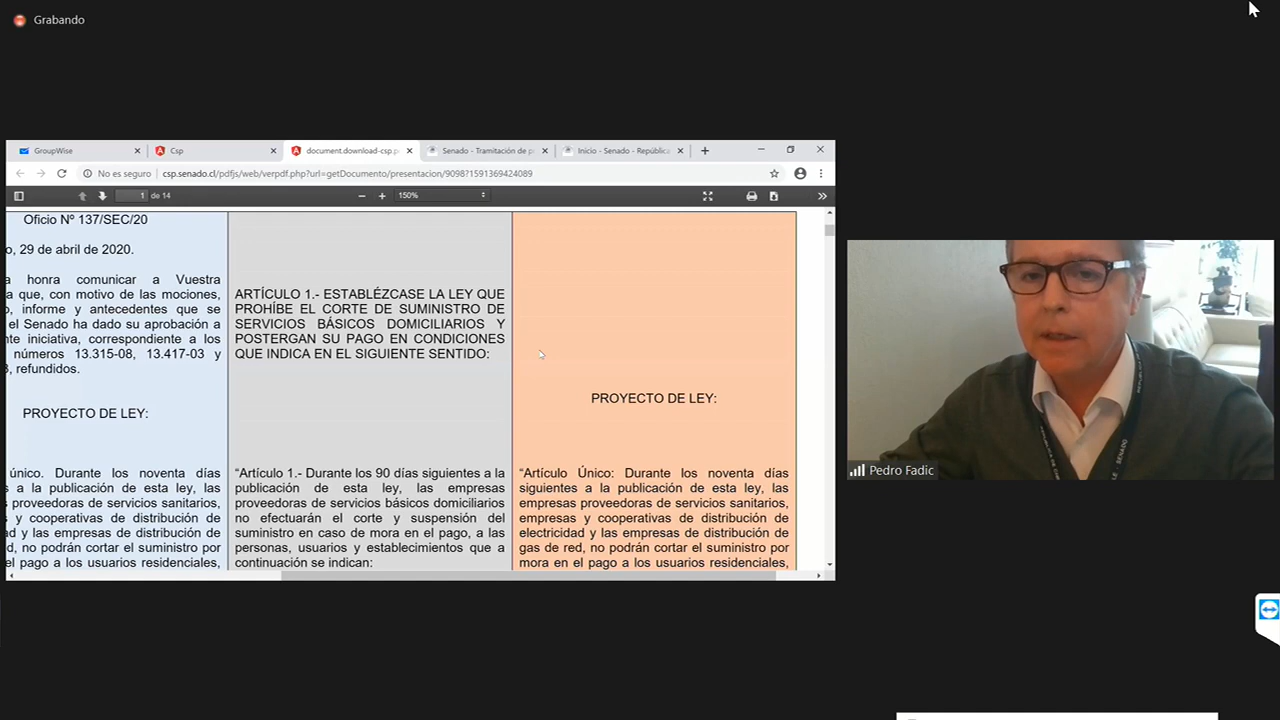 Grabando
GroupWise
Csp
document.download-csp.p
Senado - Tramitación de p
Inicio - Senado - República
No es seguro
csp.senado.cl/pdfjs/web/verpdf.php?url=getDocumento/presentacion/9098?1591369424089
1 de 14
150%
Oficio Nº 137/SEC/20
o, 29 de abril de 2020.
a honra comunicar a Vuestra
a que, con motivo de las mociones,
o, informe y antecedentes que se
el Senado ha dado su aprobación a
nte iniciativa, correspondiente a los
números 13.315-08, 13.417-03 y
8, refundidos.
PROYECTO DE LEY:
único. Durante los noventa días
s a la publicación de esta ley, las
proveedoras de servicios sanitarios,
s y cooperativas de distribución de
d y las empresas de distribución de
d, no podrán cortar el suministro por
el pago a los usuarios residenciales,
ARTÍCULO 1.- ESTABLÉZCASE LA LEY QUE
PROHÍBE EL CORTE DE SUMINISTRO DE
SERVICIOS BÁSICOS DOMICILIARIOS Y
POSTERGAN SU PAGO EN CONDICIONES
QUE INDICA EN EL SIGUIENTE SENTIDO:
“Artículo 1.- Durante los 90 días siguientes a la
publicación de esta ley, las empresas
proveedoras de servicios básicos domiciliarios
no efectuarán el corte y suspensión del
suministro en caso de mora en el pago, a las
personas, usuarios y establecimientos que a
continuación se indican:
PROYECTO DE LEY:
“Artículo Único: Durante los noventa días
siguientes a la publicación de esta ley, las
empresas proveedoras de servicios sanitarios,
empresas y cooperativas de distribución de
electricidad y las empresas de distribución de
gas de red, no podrán cortar el suministro por
mora en el pago a los usuarios residenciales,
Pedro Fadic